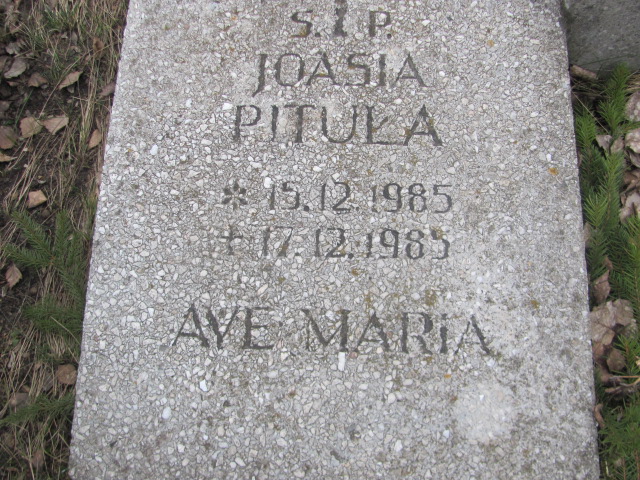 Ś. P.
JOASIA
PITUŁA
* 15.12.1985
+ 17.12.1985
AVE MARiA